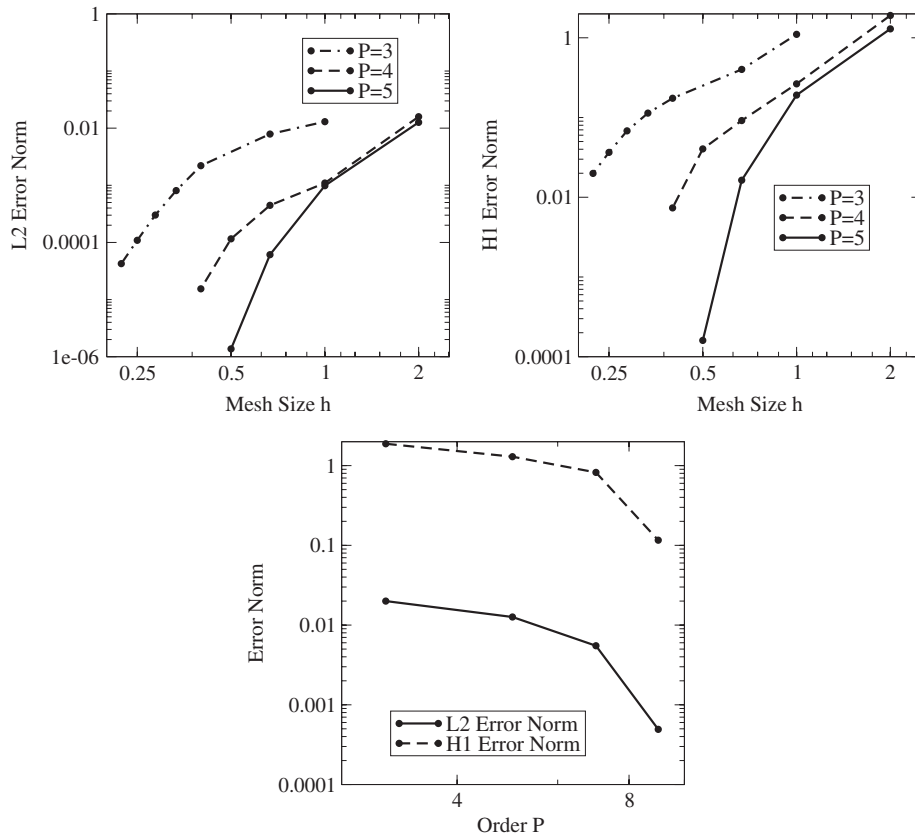 1
0.01
0.0001
1e-06
L2 Error Norm
P=3
P=4
P=5
0.25
0.5
1
2
Mesh Size h
1
0.01
0.0001
H1 Error Norm
P=3
P=4
P=5
0.25
0.5
1
2
Mesh Size h
1
0.1
0.01
0.001
0.0001
Error Norm
L2 Error Norm
H1 Error Norm
4
8
Order P